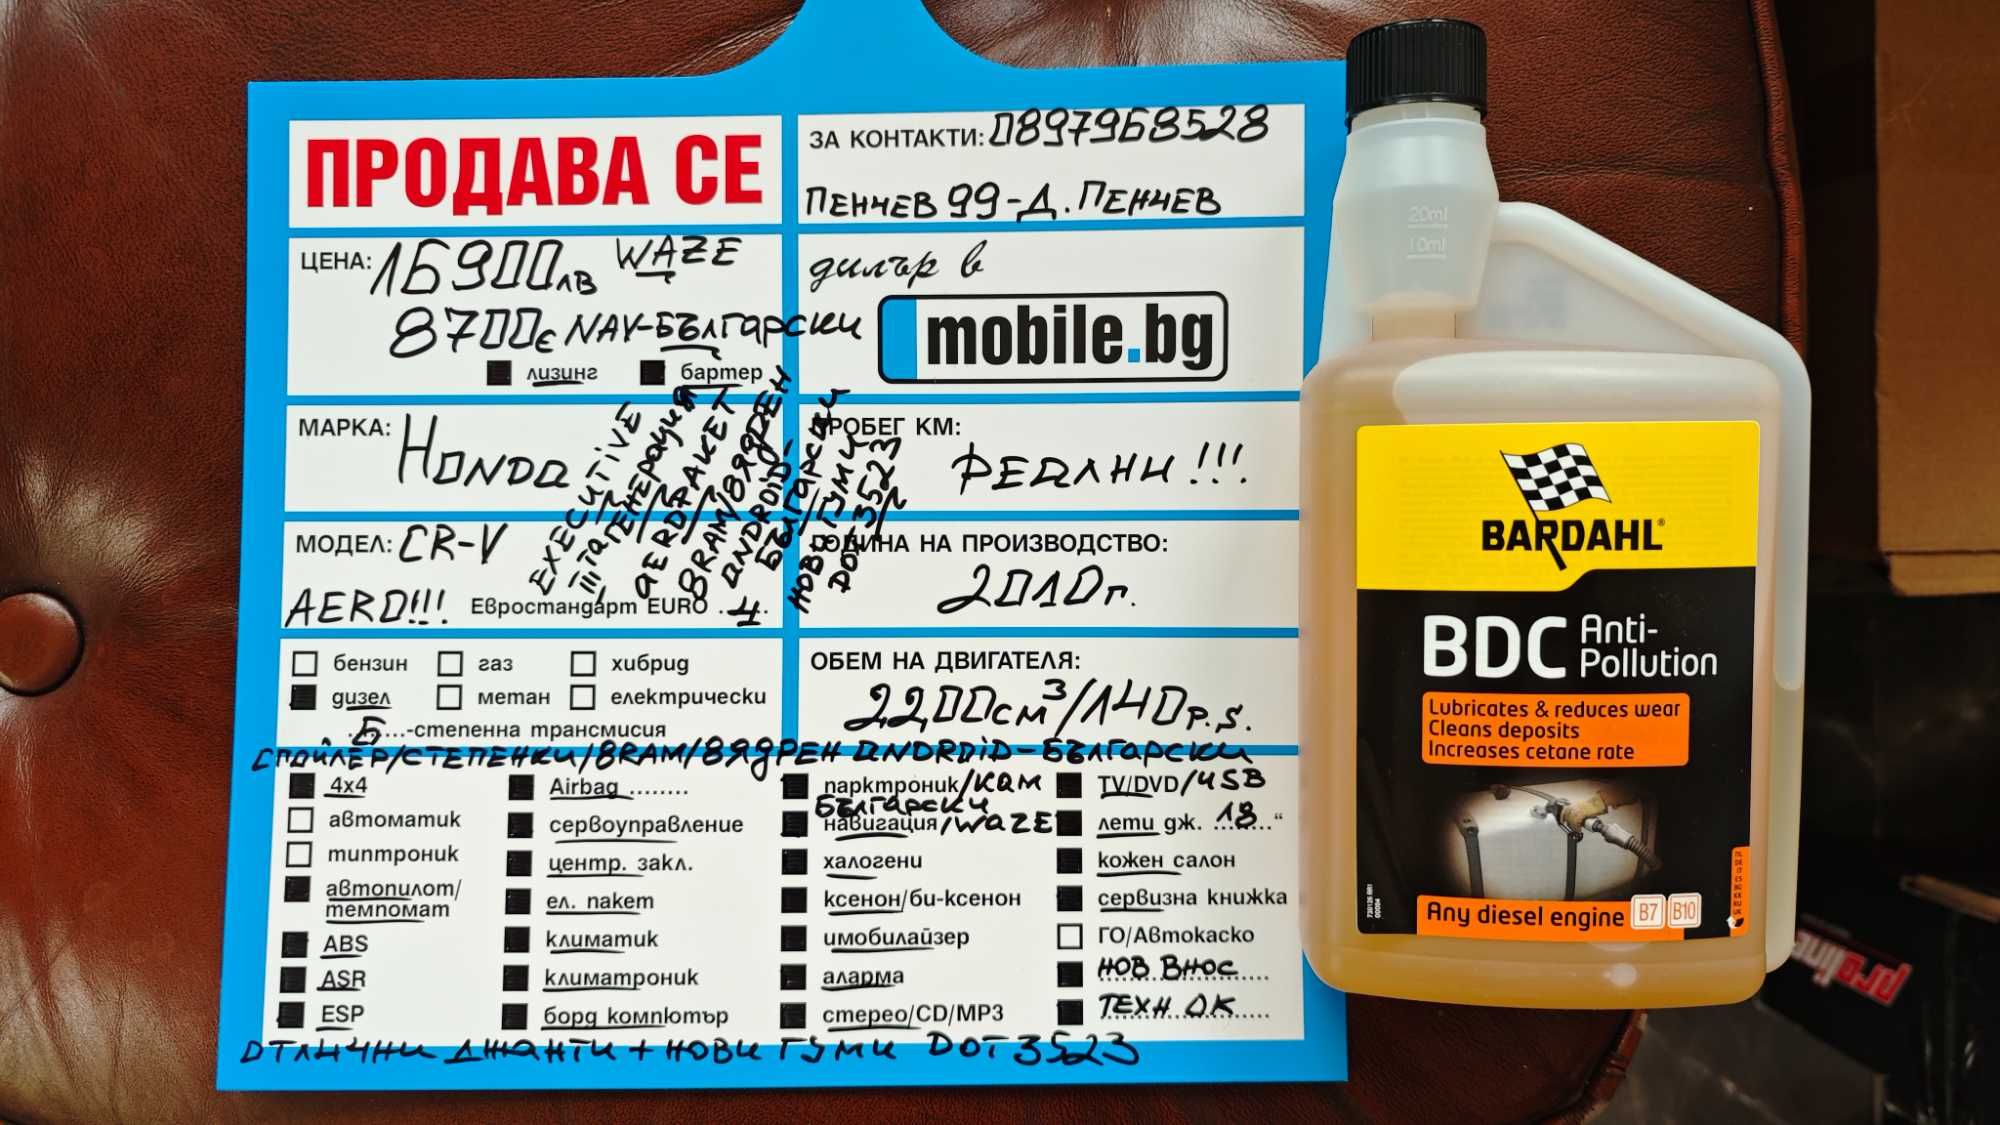 ПРОДАВА СЕ
ЗА КОНТАКТИ: 0897968528
ПЕНЧЕВ 99-Д. ПЕНЧЕВ
ЦЕНА: 16900лв WAZE
8700€ NAV-Български
лизинг бартер
дилър в
mobile.bg
МАРКА: Honda
ПРОБЕГ КМ:
РЕАЛНИ!!!
МОДЕЛ: CR-V
AERO!!! Евростандарт EURO ..4..
EXECUTIVE
III та ГЕНЕРАЦИЯ
AERO ПАКЕТ
8RAM/8ЯДРЕН
ANDROID-
Български
НОВИ ГУМИ
DOT 3523
ГОДИНА НА ПРОИЗВОДСТВО:
2010г.
бензин газ хибрид
дизел метан електрически
..6..-степенна трансмисия
ОБЕМ НА ДВИГАТЕЛЯ:
2200см³/140p.s.
СПОЙЛЕР/СТЕПЕНКИ/8RAM/8ЯДРЕН ANDROID-Български
4x4 Airbag ........ парктроник/КАМ TV/DVD/USB
Български
автоматик сервоуправление навигация/WAZE лети дж. ..18..“
типтроник центр. закл. халогени кожен салон
автопилот/
темпомат ел. пакет ксенон/би-ксенон сервизна книжка
ABS климатик имобилайзер ГО/Автокаско
ASR климатроник аларма НОВ ВНОС
ESP борд компютър стерео/CD/MP3 ТЕХН ОК
ОТЛИЧНИ ДЖАНТИ + НОВИ ГУМИ DOT 3523
20ml
10ml
BARDAHL®
BDC Anti-
Pollution
Lubricates & reduces wear
Cleans deposits
Increases cetane rate
Any diesel engine B7 B10
proline